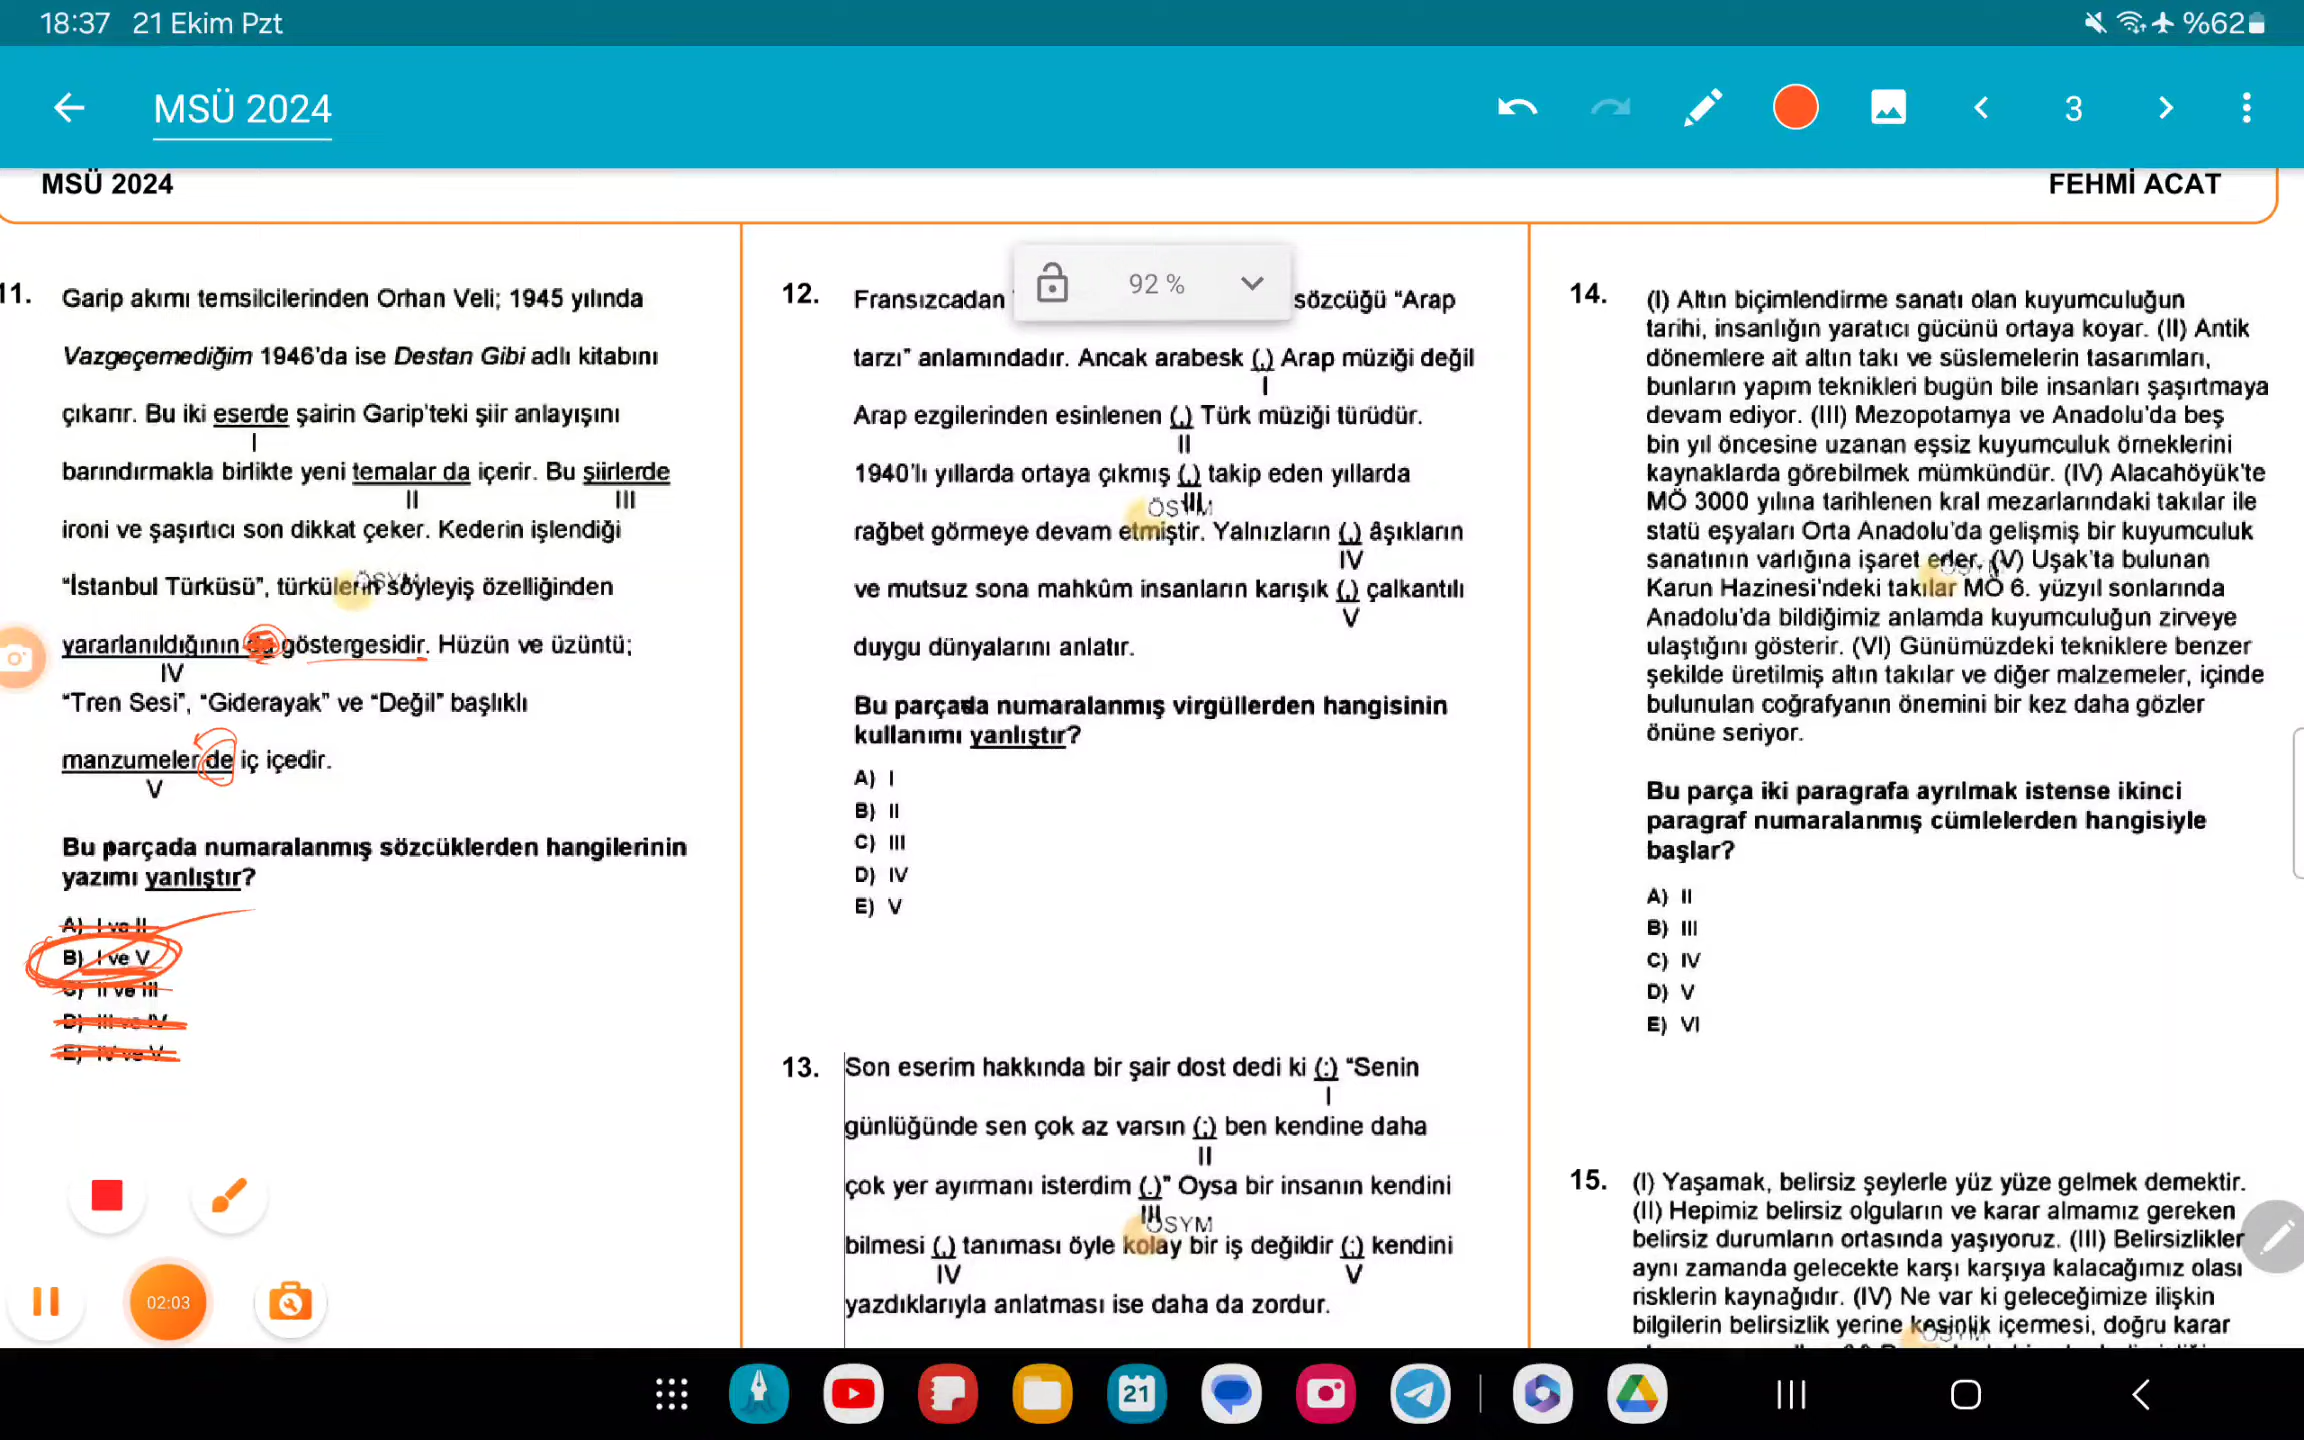 18:37 21 Ekim Pzt
%62
MSÜ 2024
3
MSÜ 2024
FEHMİ ACAT
11. Garip akımı temsilcilerinden Orhan Veli; 1945 yılında
Vazgeçemediğim 1946'da ise Destan Gibi adlı kitabını
çıkarır. Bu iki eserde şairin Garip'teki şiir anlayışını
I
barındırmakla birlikte yeni temalar da içerir. Bu şiirlerde
II III
ironi ve şaşırtıcı son dikkat çeker. Kederin işlendiği
"İstanbul Türküsü", türkülerin söyleyiş özelliğinden
yararlanıldığının göstergesidir. Hüzün ve üzüntü;
IV
"Tren Sesi", "Giderayak" ve "Değil" başlıklı
manzumeler de iç içedir.
V
Bu parçada numaralanmış sözcüklerden hangilerinin
yazımı yanlıştır?
A) I ve II
B) I ve V
C) II ve III
D) III ve IV
E) IV ve V
02:03
92 %
12. Fransızcadan sözcüğü "Arap
tarzı" anlamındadır. Ancak arabesk (,) Arap müziği değil
I
Arap ezgilerinden esinlenen (,) Türk müziği türüdür.
II
1940'lı yıllarda ortaya çıkmış (,) takip eden yıllarda
III
ÖSYM
rağbet görmeye devam etmiştir. Yalnızların (,) âşıkların
IV
ve mutsuz sona mahkûm insanların karışık (,) çalkantılı
V
duygu dünyalarını anlatır.
Bu parçada numaralanmış virgüllerden hangisinin
kullanımı yanlıştır?
A) I
B) II
C) III
D) IV
E) V
13. Son eserim hakkında bir şair dost dedi ki (:) "Senin
I
günlüğünde sen çok az varsın (;) ben kendine daha
II
çok yer ayırmanı isterdim (.)" Oysa bir insanın kendini
III
ÖSYM
bilmesi (,) tanıması öyle kolay bir iş değildir (;) kendini
IV V
yazdıklarıyla anlatması ise daha da zordur.
14. (I) Altın biçimlendirme sanatı olan kuyumculuğun
tarihi, insanlığın yaratıcı gücünü ortaya koyar. (II) Antik
dönemlere ait altın takı ve süslemelerin tasarımları,
bunların yapım teknikleri bugün bile insanları şaşırtmaya
devam ediyor. (III) Mezopotamya ve Anadolu'da beş
bin yıl öncesine uzanan eşsiz kuyumculuk örneklerini
kaynaklarda görebilmek mümkündür. (IV) Alacahöyük'te
MÖ 3000 yılına tarihlenen kral mezarlarındaki takılar ile
statü eşyaları Orta Anadolu'da gelişmiş bir kuyumculuk
sanatının varlığına işaret eder. (V) Uşak'ta bulunan
Karun Hazinesi'ndeki takılar MÖ 6. yüzyıl sonlarında
Anadolu'da bildiğimiz anlamda kuyumculuğun zirveye
ulaştığını gösterir. (VI) Günümüzdeki tekniklere benzer
şekilde üretilmiş altın takılar ve diğer malzemeler, içinde
bulunulan coğrafyanın önemini bir kez daha gözler
önüne seriyor.
Bu parça iki paragrafa ayrılmak istense ikinci
paragraf numaralanmış cümlelerden hangisiyle
başlar?
A) II
B) III
C) IV
D) V
E) VI
15. (I) Yaşamak, belirsiz şeylerle yüz yüze gelmek demektir.
(II) Hepimiz belirsiz olguların ve karar almamız gereken
belirsiz durumların ortasında yaşıyoruz. (III) Belirsizlikler
aynı zamanda gelecekte karşı karşıya kalacağımız olası
risklerin kaynağıdır. (IV) Ne var ki geleceğimize ilişkin
bilgilerin belirsizlik yerine kesinlik içermesi, doğru karar
21